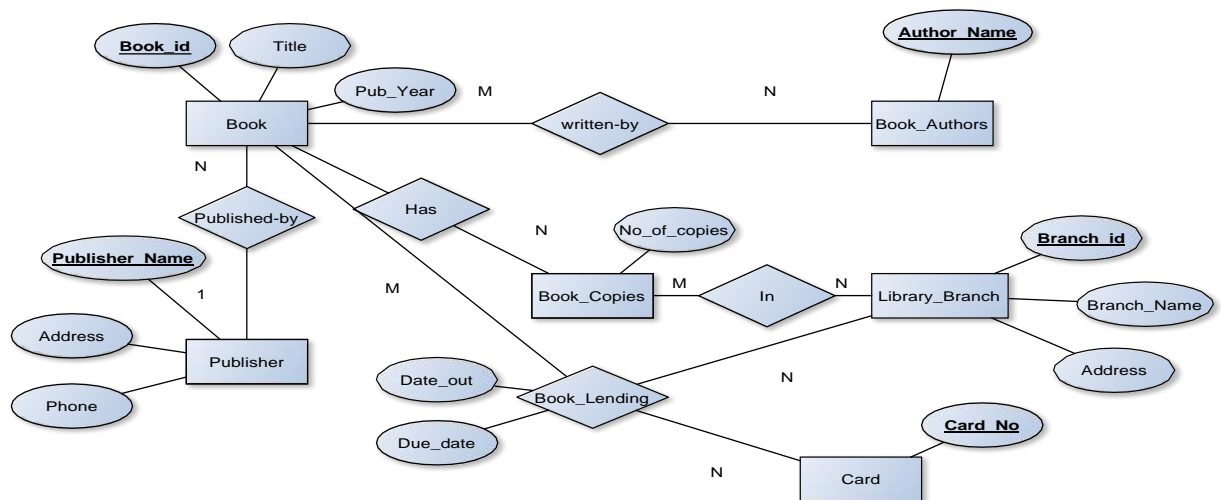 Author_Name
Book_id
Title
Pub_Year
M
N
Book
written-by
Book_Authors
N
Has
Published-by
No_of_copies
N
Branch_id
Publisher_Name
1
M
Book_Copies
M
In
N
Library_Branch
Branch_Name
Address
Publisher
Address
Phone
Date_out
Book_Lending
N
Due_date
Card_No
N
Card